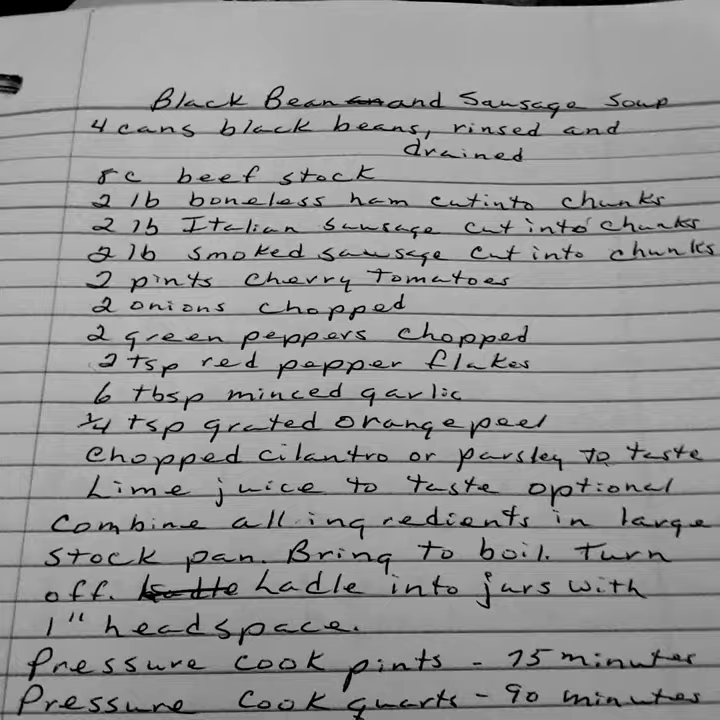 Black Bean and Sausage Soup
4 cans black beans, rinsed and
drained
8 c beef stock
2 lb boneless ham cut into chunks
2 lb Italian Sausage cut into chunks
2 lb smoked sausage cut into chunks
2 pints cherry Tomatoes
2 onions chopped
2 green peppers chopped
2 tsp red pepper flakes
6 tbsp minced garlic
1/4 tsp grated orange peel
Chopped cilantro or parsley to taste
Lime juice to taste optional
Combine all ingredients in large
stock pan. Bring to boil. Turn
off. Ladle into jars with
1" headspace.
Pressure cook pints - 75 minutes
Pressure cook quarts - 90 minutes